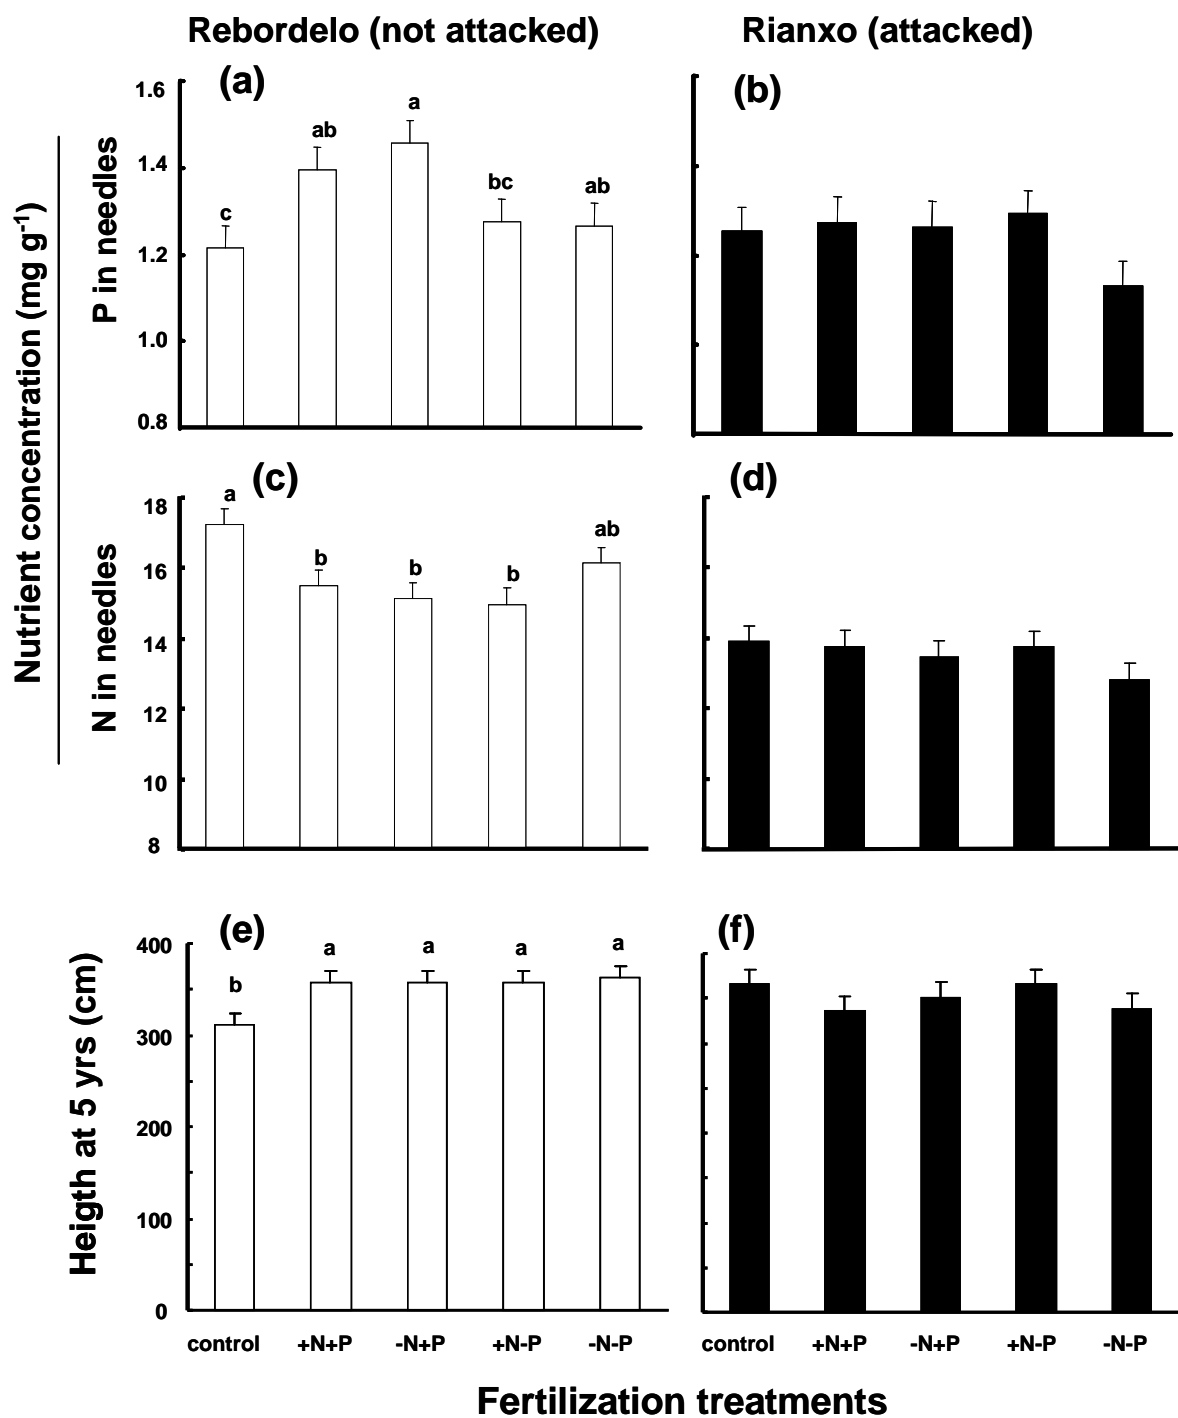 Rebordelo (not attacked)
Rianxo (attacked)
Nutrient concentration (mg g-1)
P in needles
(a)
1.6
1.4
1.2
1.0
0.8
c
ab
a
bc
ab
(b)
N in needles
(c)
18
16
14
12
10
8
a
b
b
b
ab
(d)
Heigth at 5 yrs (cm)
(e)
400
300
200
100
0
b
a
a
a
a
(f)
control +N+P -N+P +N-P -N-P
control +N+P -N+P +N-P -N-P
Fertilization treatments